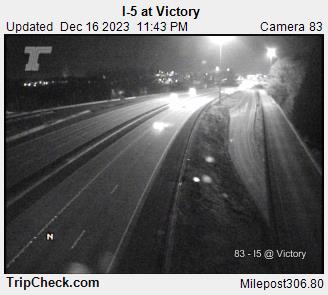 I-5 at Victory
Updated Dec 16 2023 11:43 PM Camera 83
T
N
83 - I5 @ Victory
TripCheck.com Milepost306.80